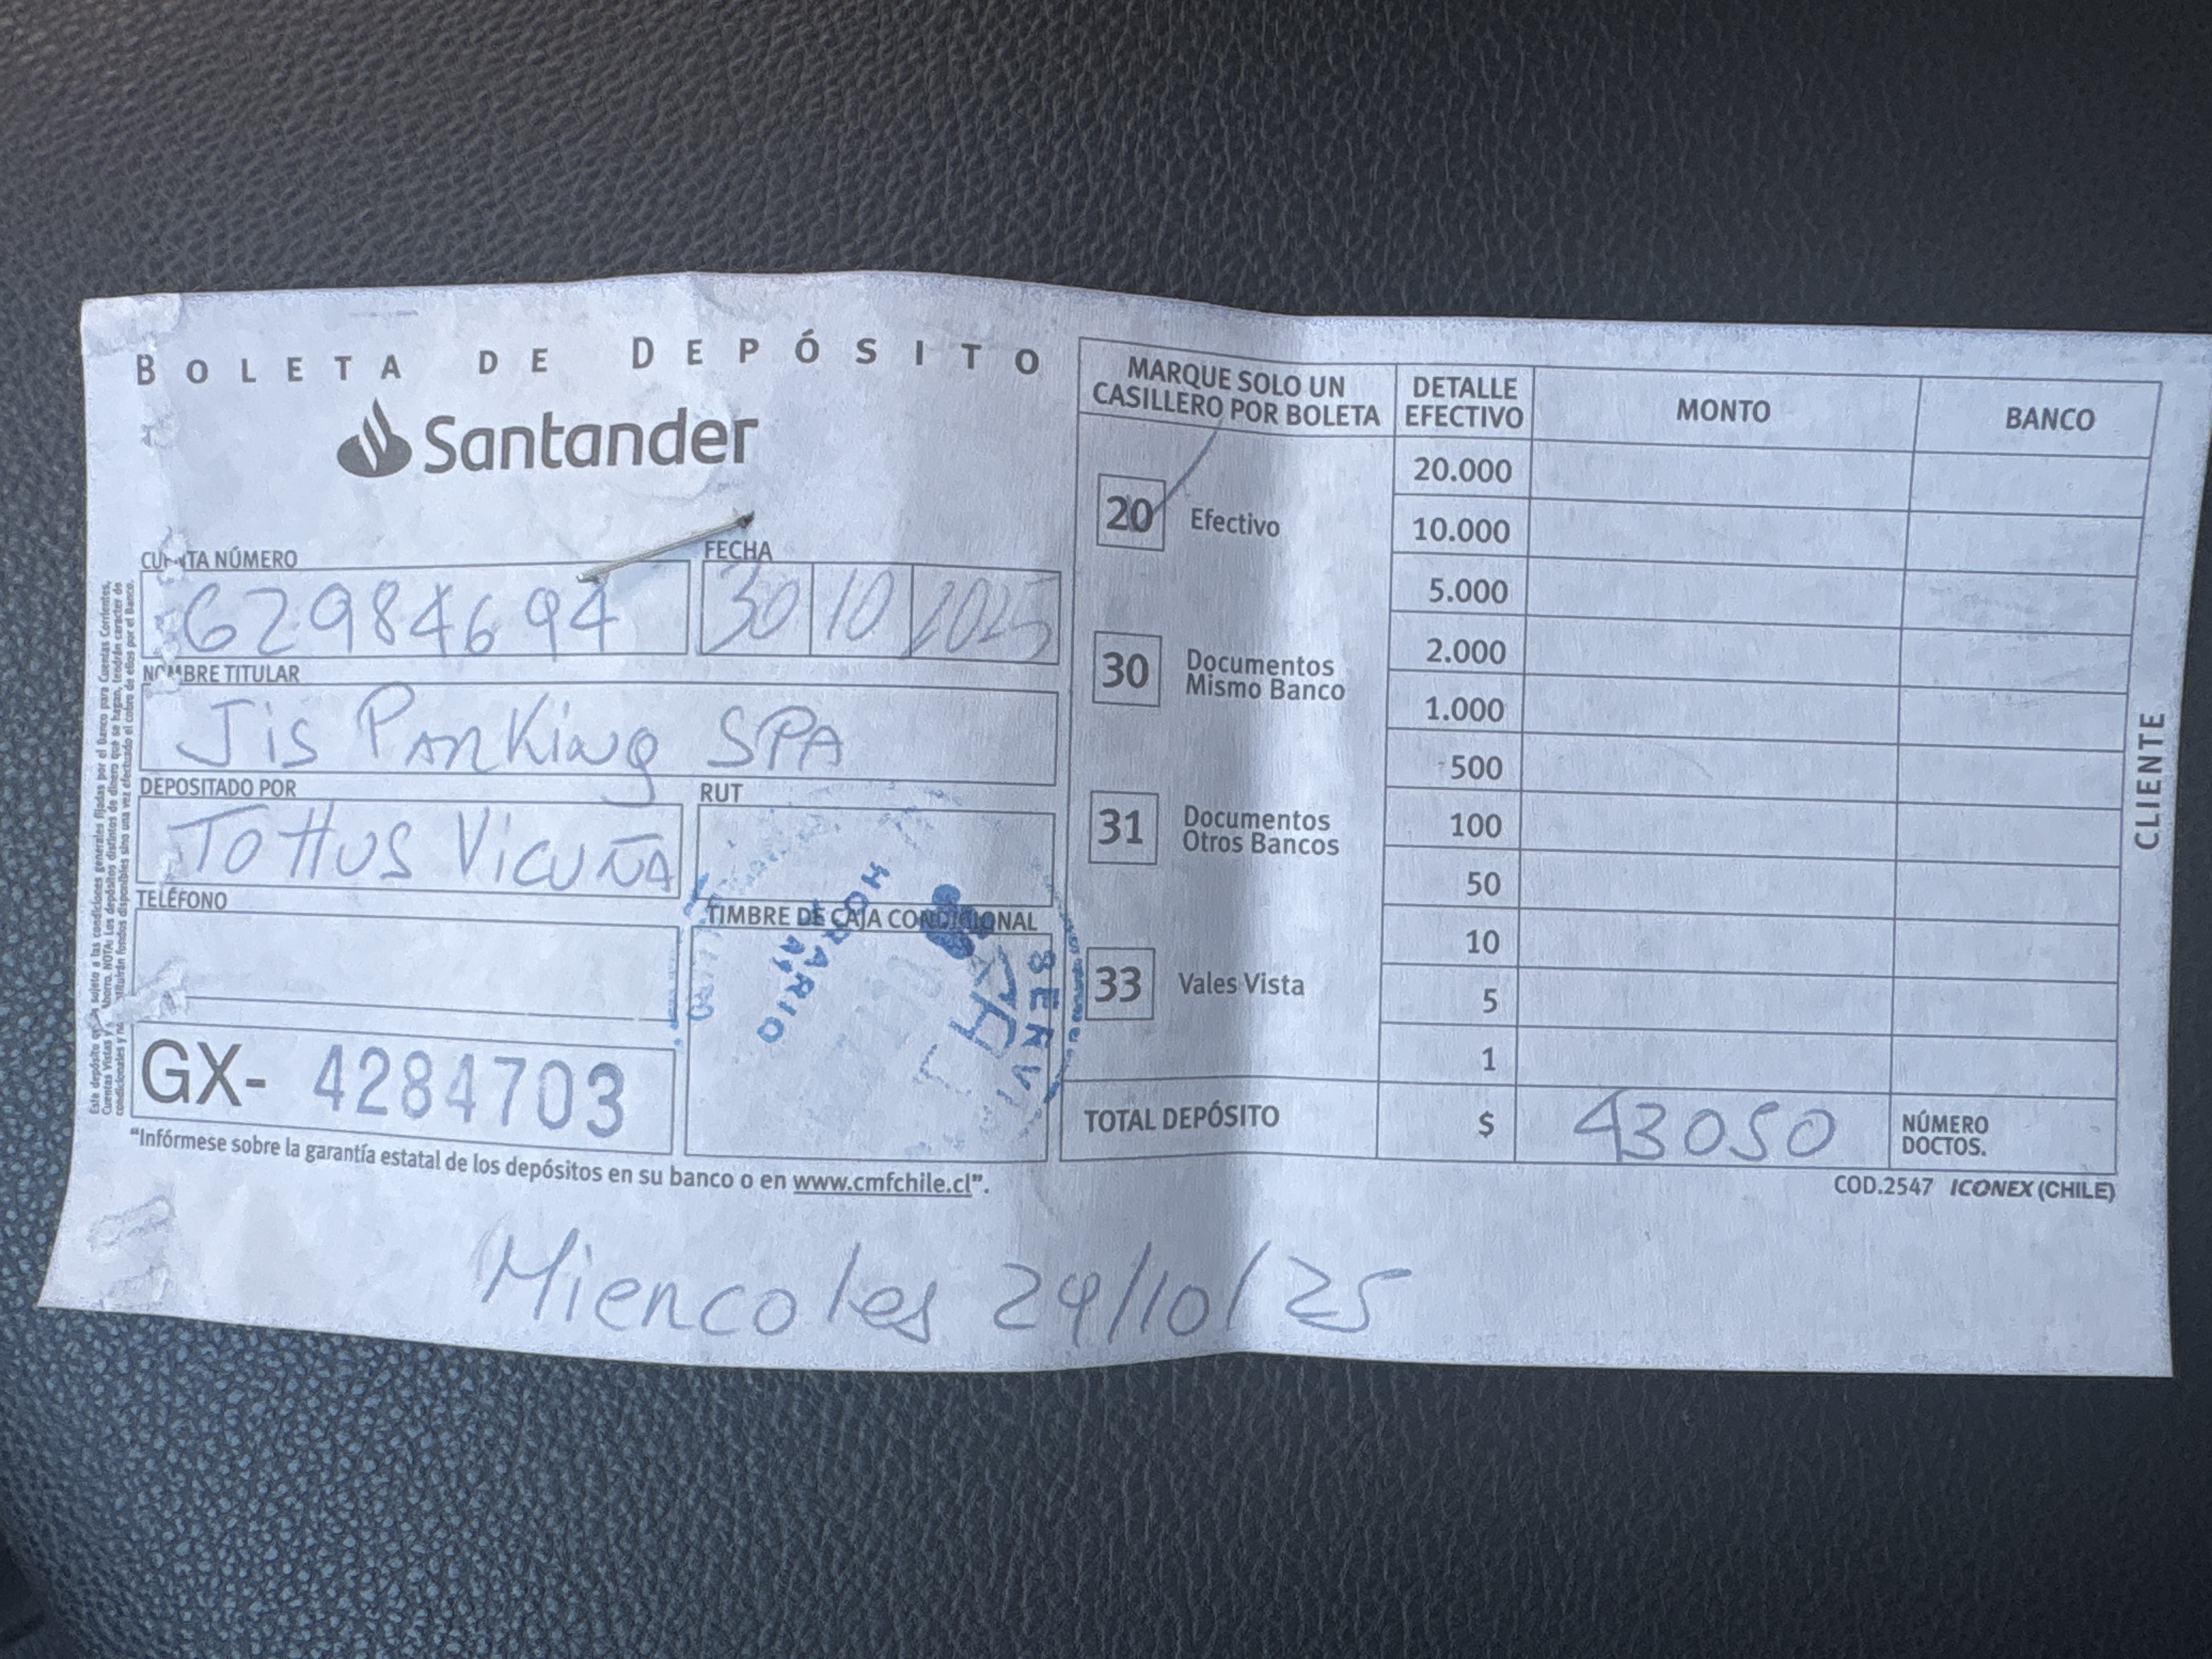 BOLETA DE DEPÓSITO
Santander
CUENTA NÚMERO
62984694
FECHA
30 10 2025
NOMBRE TITULAR
Jis Parking SPA
DEPOSITADO POR
Tottus Vicuña
RUT
TELÉFONO
TIMBRE DE CAJA CONDICIONAL
HORARIO
SERVI
GX- 4284703
"Infórmese sobre la garantía estatal de los depósitos en su banco o en www.cmfchile.cl".
MARQUE SOLO UN
CASILLERO POR BOLETA
20 Efectivo
30 Documentos
Mismo Banco
31 Documentos
Otros Bancos
33 Vales Vista
DETALLE
EFECTIVO
MONTO
BANCO
20.000
10.000
5.000
2.000
1.000
500
100
50
10
5
1
TOTAL DEPÓSITO $ 43050
NÚMERO
DOCTOS.
COD.2547 ICONEX (CHILE)
CLIENTE
Miercoles 29/10/25